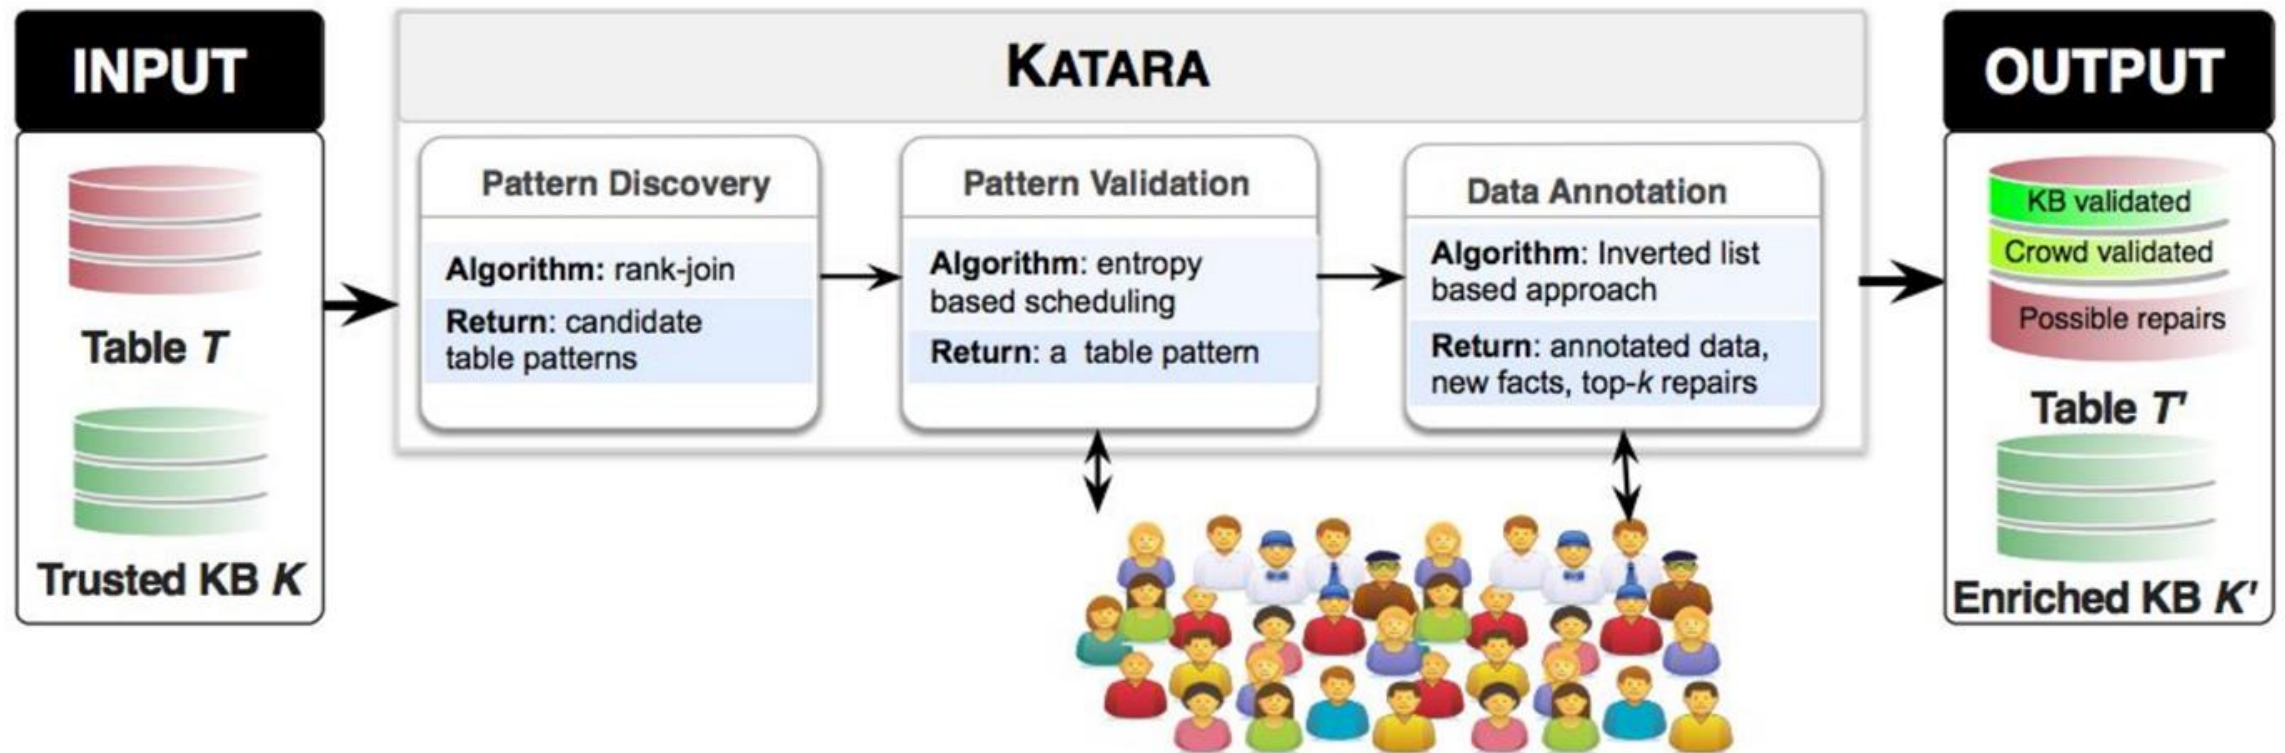 INPUT
Table T
Trusted KB K
KATARA
Pattern Discovery
Algorithm: rank-join
Return: candidate
table patterns
Pattern Validation
Algorithm: entropy
based scheduling
Return: a table pattern
Data Annotation
Algorithm: Inverted list
based approach
Return: annotated data,
new facts, top-k repairs
OUTPUT
KB validated
Crowd validated
Possible repairs
Table T'
Enriched KB K'